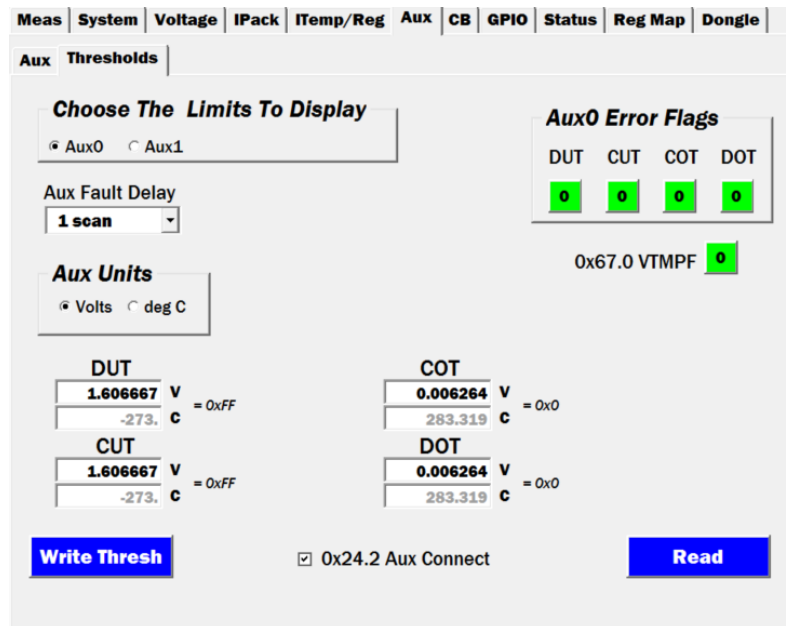 Meas System Voltage IPack ITemp/Reg Aux CB GPIO Status Reg Map Dongle
Aux Thresholds
Choose The Limits To Display
Aux0 Aux1
Aux0 Error Flags
DUT CUT COT DOT
0 0 0 0
Aux Fault Delay
1 scan
0x67.0 VTMPF 0
Aux Units
Volts deg C
DUT COT
1.606667 V = 0xFF 0.006264 V = 0x0
-273. C 283.319 C
CUT DOT
1.606667 V = 0xFF 0.006264 V = 0x0
-273. C 283.319 C
Write Thresh 0x24.2 Aux Connect Read